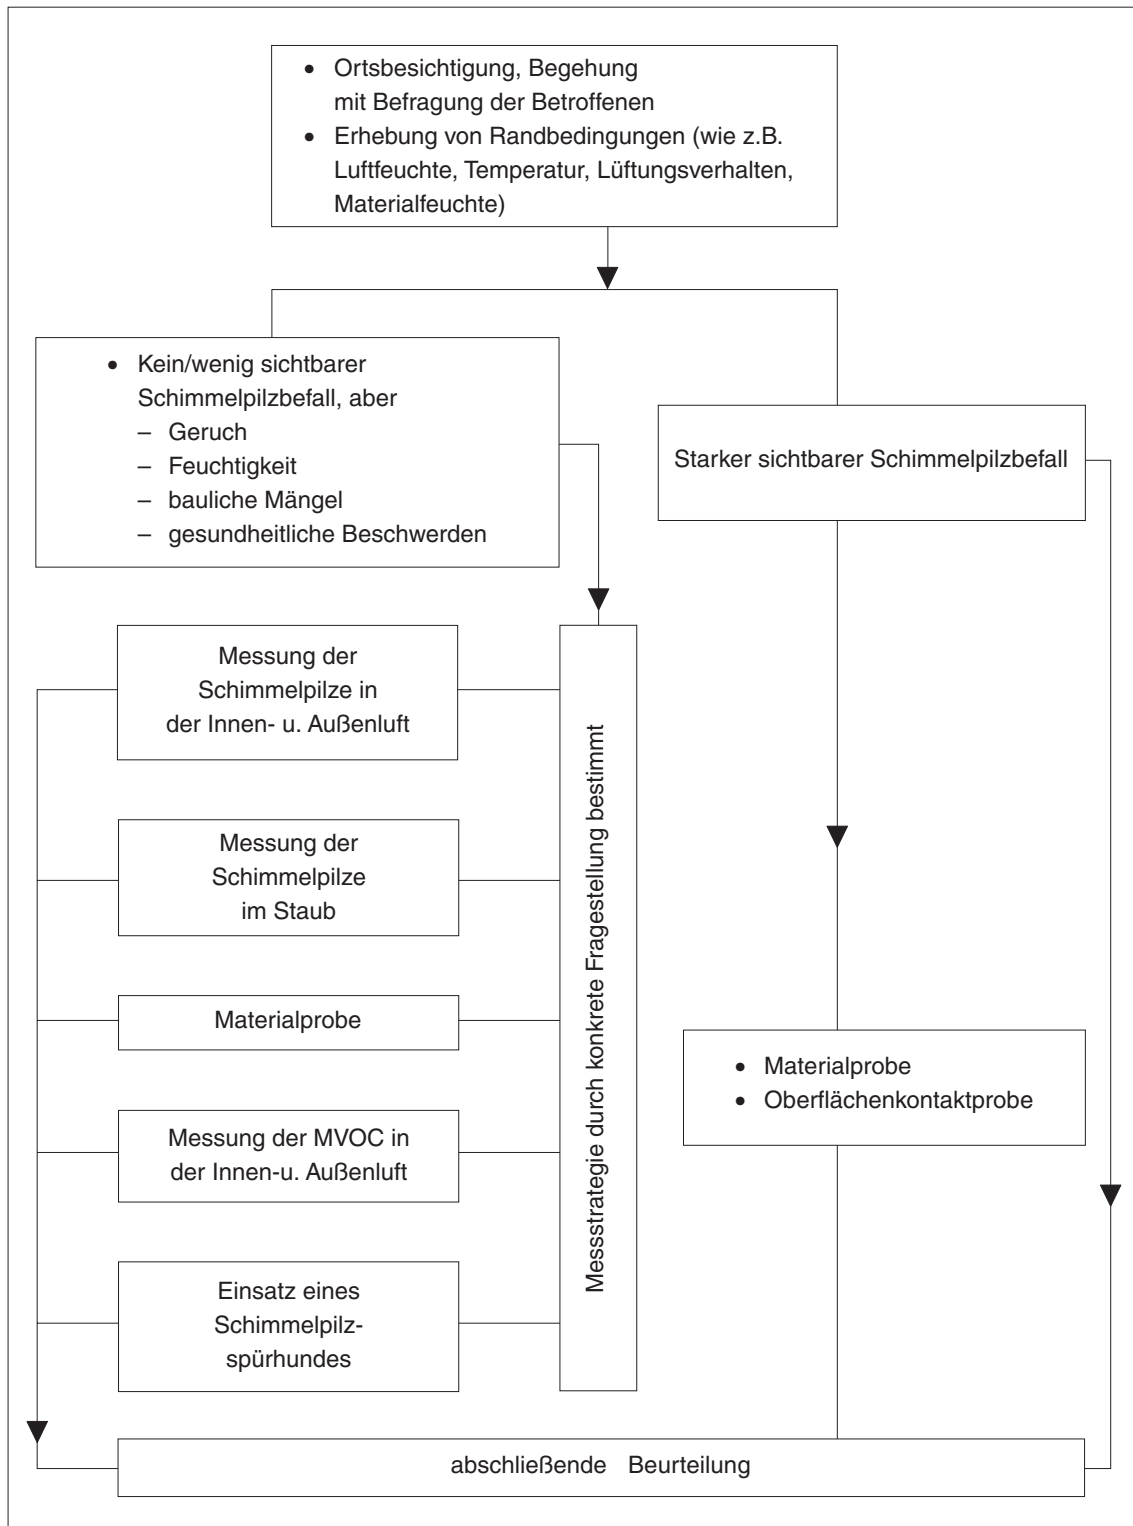 • Ortsbesichtigung, Begehung
mit Befragung der Betroffenen
• Erhebung von Randbedingungen (wie z.B.
Luftfeuchte, Temperatur, Lüftungsverhalten,
Materialfeuchte)
• Kein/wenig sichtbarer
Schimmelpilzbefall, aber
– Geruch
– Feuchtigkeit
– bauliche Mängel
– gesundheitliche Beschwerden
Starker sichtbarer Schimmelpilzbefall
Messung der
Schimmelpilze in
der Innen- u. Außenluft
Messung der
Schimmelpilze
im Staub
Materialprobe
Messung der MVOC in
der Innen-u. Außenluft
Einsatz eines
Schimmelpilz-
spürhundes
Messstrategie durch konkrete Fragestellung bestimmt
• Materialprobe
• Oberflächenkontaktprobe
abschließende Beurteilung